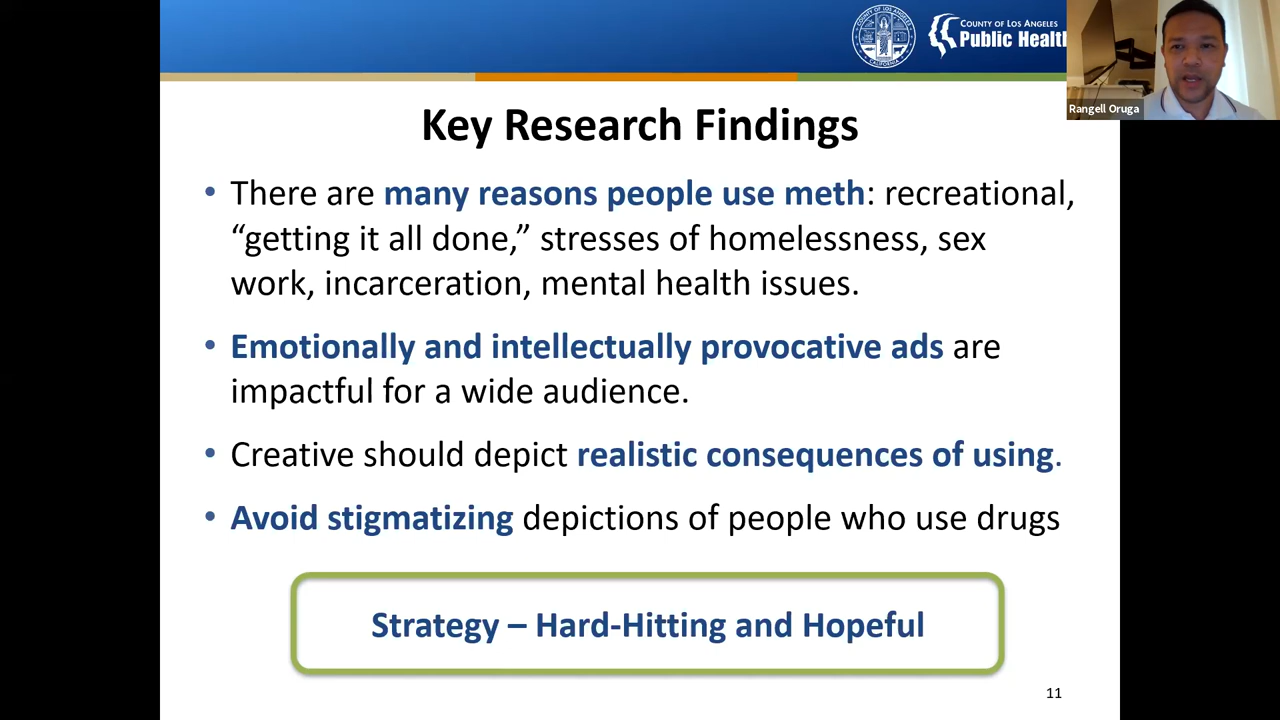 COUNTY OF LOS ANGELES
Public Health
Rangell Oruga
Key Research Findings
• There are many reasons people use meth: recreational,
“getting it all done,” stresses of homelessness, sex
work, incarceration, mental health issues.
• Emotionally and intellectually provocative ads are
impactful for a wide audience.
• Creative should depict realistic consequences of using.
• Avoid stigmatizing depictions of people who use drugs
Strategy – Hard-Hitting and Hopeful
11